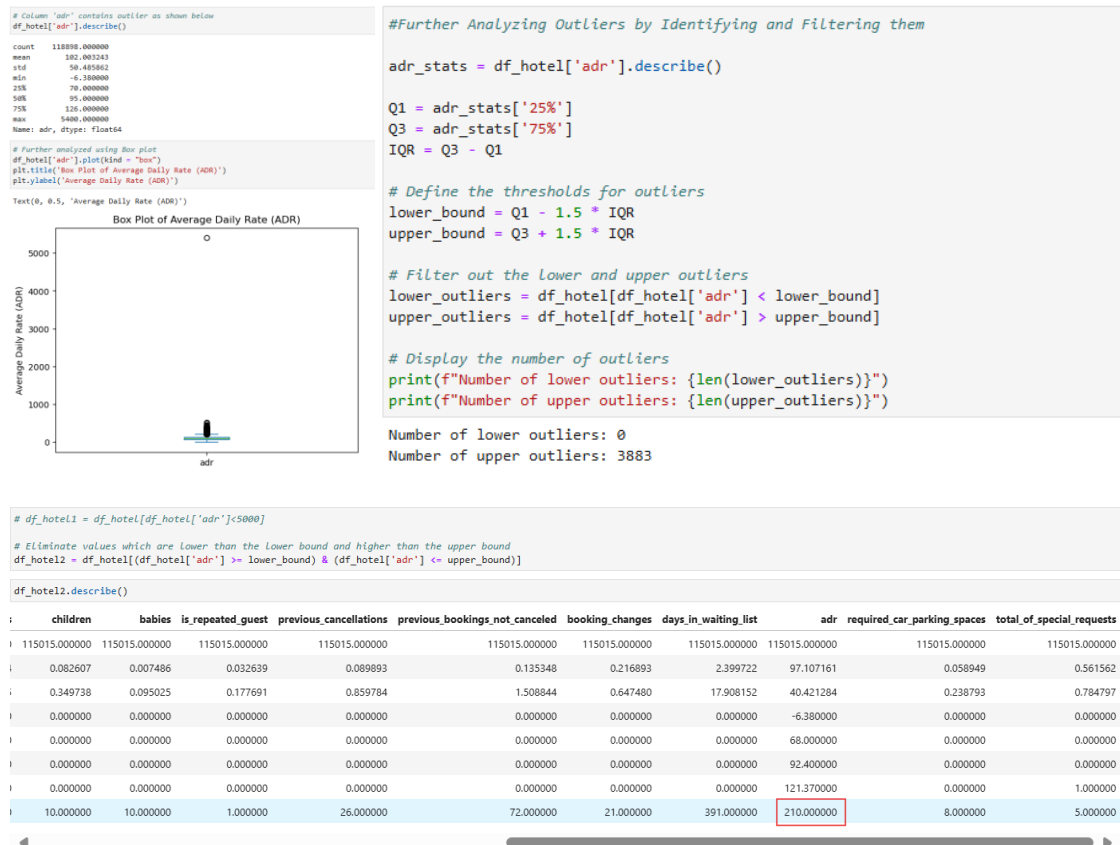 # Column 'adr' contains outlier as shown below
df_hotel['adr'].describe()
count 118898.000000
mean 102.003243
std 50.485862
min -6.380000
25% 70.000000
50% 95.000000
75% 126.000000
max 5400.000000
Name: adr, dtype: float64
# Further analyzed using Box plot
df_hotel['adr'].plot(kind = "box")
plt.title('Box Plot of Average Daily Rate (ADR)')
plt.ylabel('Average Daily Rate (ADR)')
Text(0, 0.5, 'Average Daily Rate (ADR)')
Box Plot of Average Daily Rate (ADR)
Average Daily Rate (ADR)
5000
4000
3000
2000
1000
0
adr
#Further Analyzing Outliers by Identifying and Filtering them
adr_stats = df_hotel['adr'].describe()
Q1 = adr_stats['25%']
Q3 = adr_stats['75%']
IQR = Q3 - Q1
# Define the thresholds for outliers
lower_bound = Q1 - 1.5 * IQR
upper_bound = Q3 + 1.5 * IQR
# Filter out the lower and upper outliers
lower_outliers = df_hotel[df_hotel['adr'] < lower_bound]
upper_outliers = df_hotel[df_hotel['adr'] > upper_bound]
# Display the number of outliers
print(f"Number of lower outliers: {len(lower_outliers)}")
print(f"Number of upper outliers: {len(upper_outliers)}")
Number of lower outliers: 0
Number of upper outliers: 3883
# df_hotel1 = df_hotel[df_hotel['adr']<5000]
# Eliminate values which are lower than the lower bound and higher than the upper bound
df_hotel2 = df_hotel[(df_hotel['adr'] >= lower_bound) & (df_hotel['adr'] <= upper_bound)]
df_hotel2.describe()
children babies is_repeated_guest previous_cancellations previous_bookings_not_canceled booking_changes days_in_waiting_list adr required_car_parking_spaces total_of_special_requests
115015.000000 115015.000000 115015.000000 115015.000000 115015.000000 115015.000000 115015.000000 115015.000000 115015.000000 115015.000000
0.082607 0.007486 0.032639 0.089893 0.135348 0.216893 2.399722 97.107161 0.058949 0.561562
0.349738 0.095025 0.177691 0.859784 1.508844 0.647480 17.908152 40.421284 0.238793 0.784797
0.000000 0.000000 0.000000 0.000000 0.000000 0.000000 0.000000 -6.380000 0.000000 0.000000
0.000000 0.000000 0.000000 0.000000 0.000000 0.000000 0.000000 68.000000 0.000000 0.000000
0.000000 0.000000 0.000000 0.000000 0.000000 0.000000 0.000000 92.400000 0.000000 0.000000
0.000000 0.000000 0.000000 0.000000 0.000000 0.000000 0.000000 121.370000 0.000000 1.000000
10.000000 10.000000 1.000000 26.000000 72.000000 21.000000 391.000000 210.000000 8.000000 5.000000